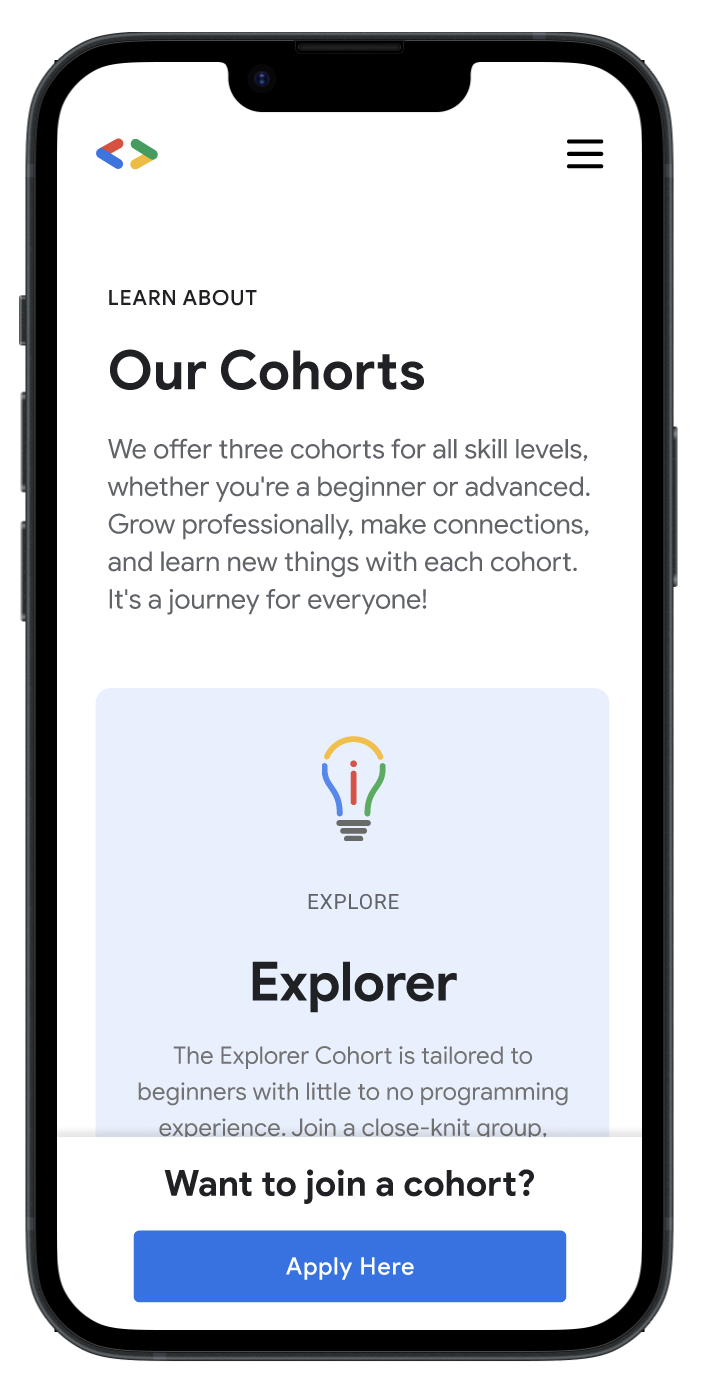 LEARN ABOUT
Our Cohorts
We offer three cohorts for all skill levels,
whether you're a beginner or advanced.
Grow professionally, make connections,
and learn new things with each cohort.
It's a journey for everyone!
EXPLORE
Explorer
The Explorer Cohort is tailored to
beginners with little to no programming
experience. Join a close-knit group,
Want to join a cohort?
Apply Here